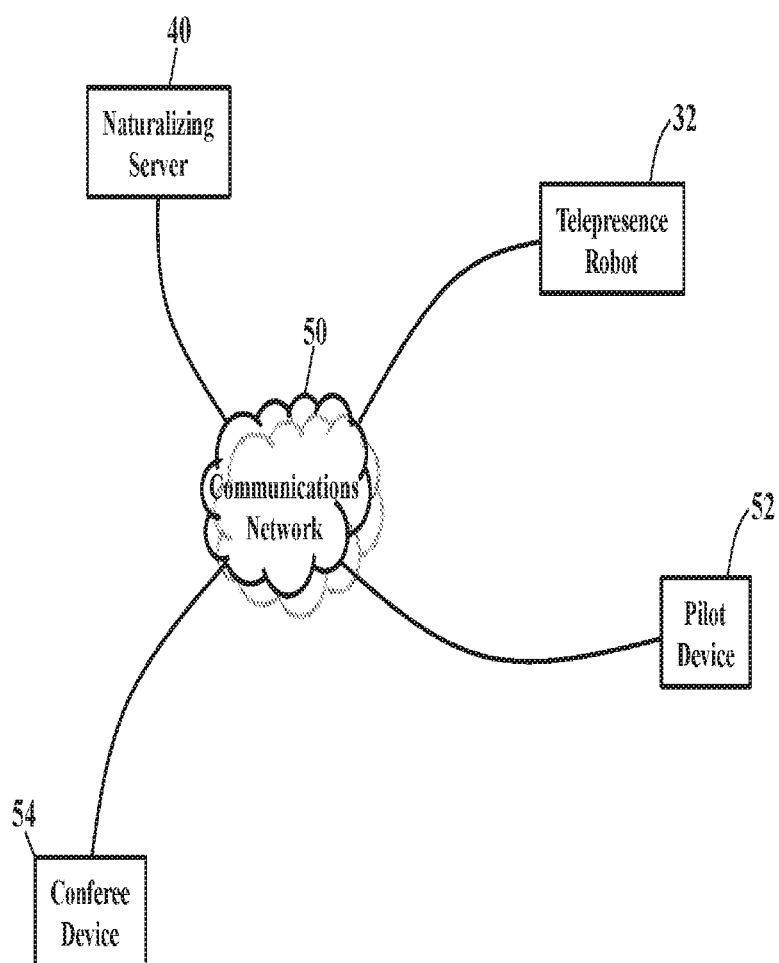 40
Naturalizing
Server
32
Telepresence
Robot
50
Communications
Network
52
Pilot
Device
54
Conferee
Device